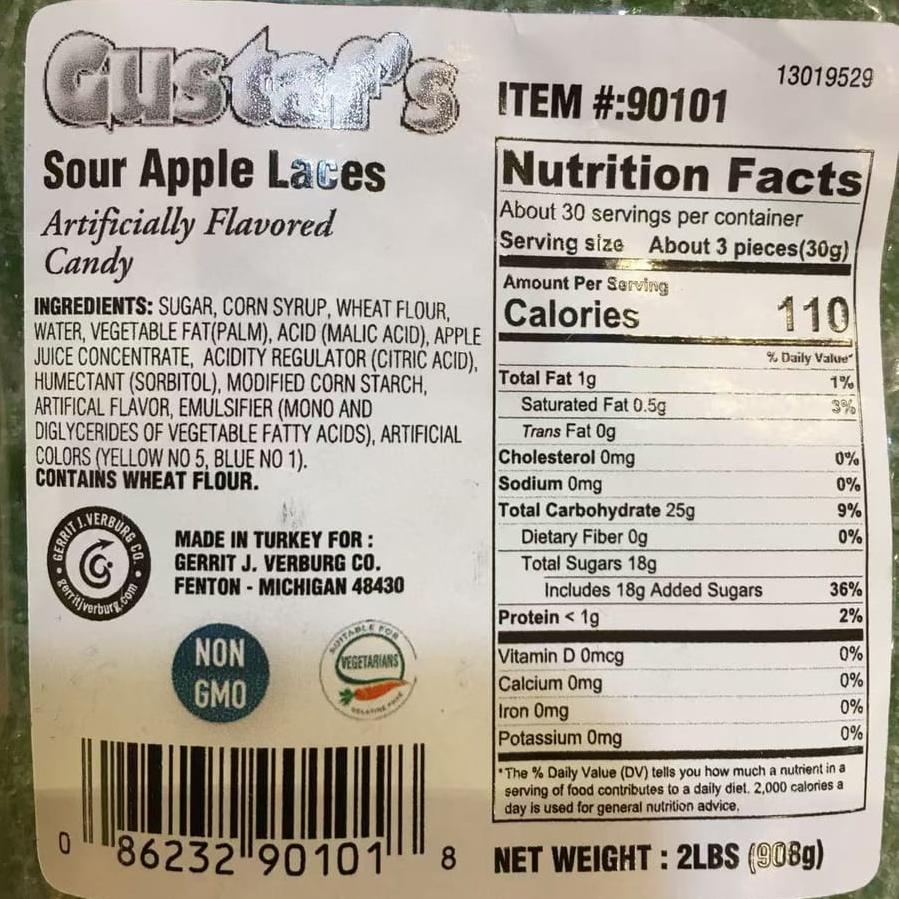 Gustaf's
Sour Apple Laces
Artificially Flavored
Candy
INGREDIENTS: SUGAR, CORN SYRUP, WHEAT FLOUR,
WATER, VEGETABLE FAT(PALM), ACID (MALIC ACID), APPLE
JUICE CONCENTRATE, ACIDITY REGULATOR (CITRIC ACID),
HUMECTANT (SORBITOL), MODIFIED CORN STARCH,
ARTIFICAL FLAVOR, EMULSIFIER (MONO AND
DIGLYCERIDES OF VEGETABLE FATTY ACIDS), ARTIFICIAL
COLORS (YELLOW NO 5, BLUE NO 1).
CONTAINS WHEAT FLOUR.
GERRIT J. VERBURG CO.
gerritjverburg.com
G
MADE IN TURKEY FOR :
GERRIT J. VERBURG CO.
FENTON - MICHIGAN 48430
NON
GMO
SUITABLE FOR
VEGETARIANS
GELATINE FREE
0 86232 90101 8
13019529
ITEM #:90101
Nutrition Facts
About 30 servings per container
Serving size About 3 pieces(30g)
Amount Per Serving
Calories 110
% Daily Value*
Total Fat 1g 1%
Saturated Fat 0.5g 3%
Trans Fat 0g
Cholesterol 0mg 0%
Sodium 0mg 0%
Total Carbohydrate 25g 9%
Dietary Fiber 0g 0%
Total Sugars 18g
Includes 18g Added Sugars 36%
Protein < 1g 2%
Vitamin D 0mcg 0%
Calcium 0mg 0%
Iron 0mg 0%
Potassium 0mg 0%
*The % Daily Value (DV) tells you how much a nutrient in a
serving of food contributes to a daily diet. 2,000 calories a
day is used for general nutrition advice.
NET WEIGHT : 2LBS (908g)